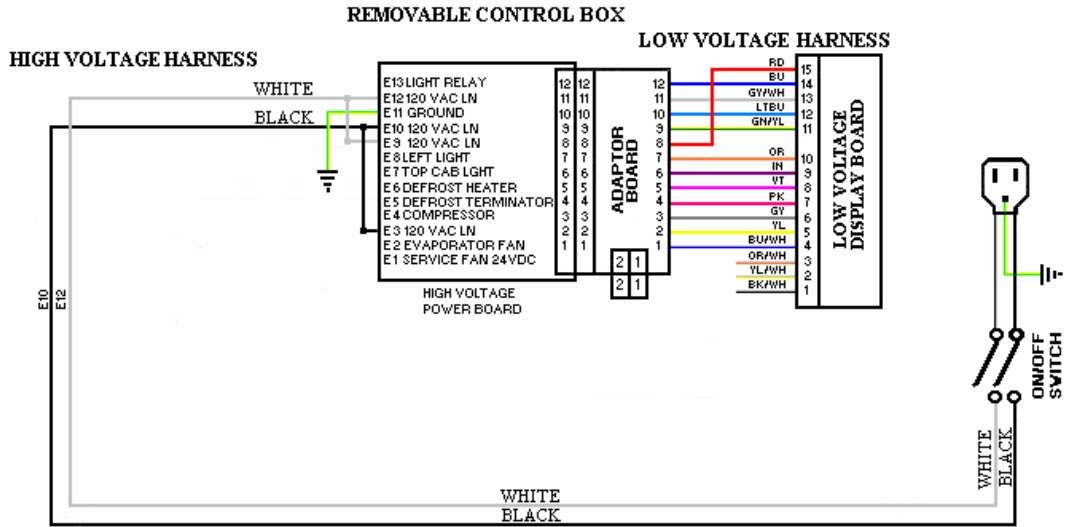 REMOVABLE CONTROL BOX
LOW VOLTAGE HARNESS
HIGH VOLTAGE HARNESS
WHITE
BLACK
E13 LIGHT RELAY
E12 120 VAC LN
E11 GROUND
E10 120 VAC LN
E9 120 VAC LN
E8 LEFT LIGHT
E7 TOP CAB LGHT
E6 DEFROST HEATER
E5 DEFROST TERMINATOR
E4 COMPRESSOR
E3 120 VAC LN
E2 EVAPORATOR FAN
E1 SERVICE FAN 24VDC
12 12
11 11
10 10
9 9
8 8
7 7
6 6
5 5
4 4
3 3
2 2
1 1
ADAPTOR
BOARD
12
11
10
9
8
7
6
5
4
3
2
1
2 1
2 1
HIGH VOLTAGE
POWER BOARD
RD 15
BU 14
GY/WH 13
LTBU 12
GN/YL 11
OR 10
IN 9
VT 8
PK 7
GY 6
YL 5
BU/WH 4
OR/WH 3
YL/WH 2
BK/WH 1
LOW VOLTAGE
DISPLAY BOARD
E10
E12
ON/OFF
SWITCH
WHITE
BLACK
WHITE
BLACK